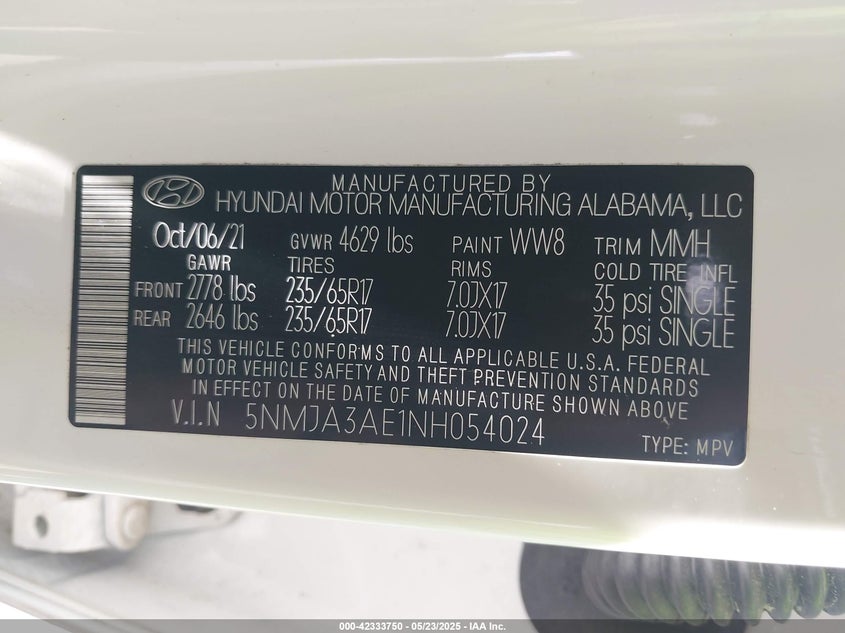 MANUFACTURED BY
HYUNDAI MOTOR MANUFACTURING ALABAMA, LLC
Oct/06/21 GVWR 4629 lbs PAINT WW8 TRIM MMH
GAWR TIRES RIMS COLD TIRE INFL
FRONT 2778 lbs 235/65R17 7.0JX17 35 psi SINGLE
REAR 2646 lbs 235/65R17 7.0JX17 35 psi SINGLE
THIS VEHICLE CONFORMS TO ALL APPLICABLE U.S.A. FEDERAL
MOTOR VEHICLE SAFETY AND THEFT PREVENTION STANDARDS
IN EFFECT ON THE DATE OF MANUFACTURE SHOWN ABOVE
V.I.N 5NMJA3AE1NH054024
TYPE: MPV
000-42333750 - 05/23/2025 - IAA Inc.